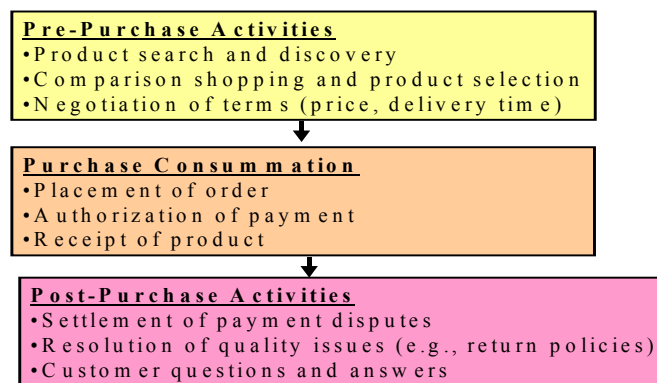 Pre-Purchase Activities
•Product search and discovery
•Comparison shopping and product selection
•Negotiation of terms (price, delivery time)
Purchase Consummation
•Placement of order
•Authorization of payment
•Receipt of product
Post-Purchase Activities
•Settlement of payment disputes
•Resolution of quality issues (e.g., return policies)
•Customer questions and answers